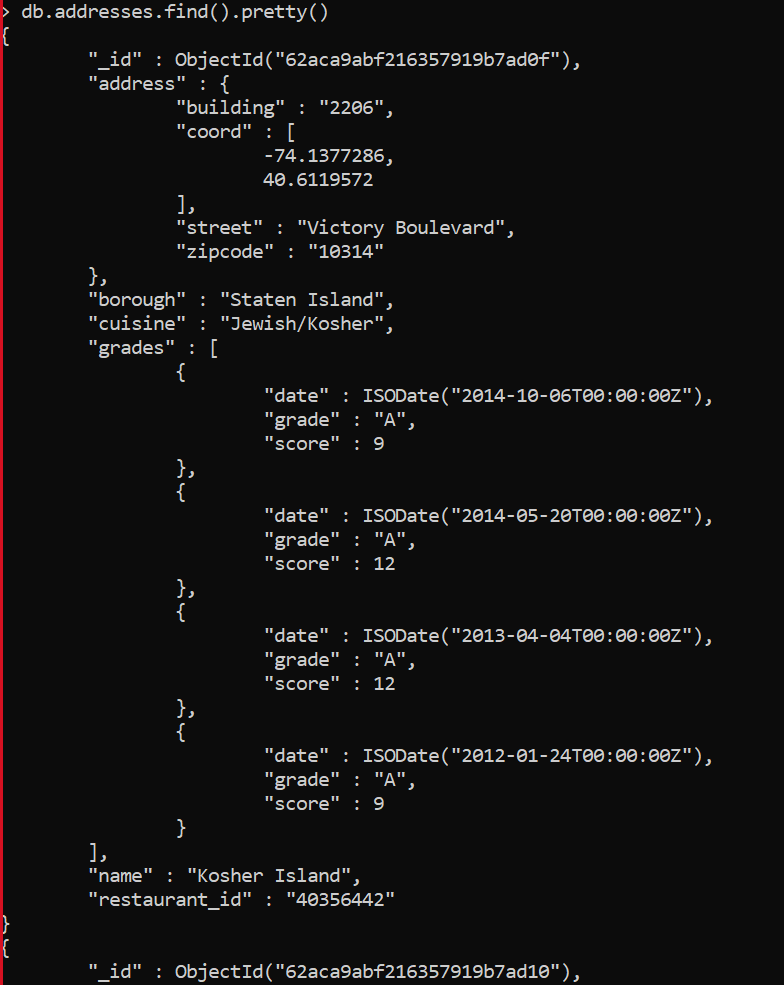 > db.addresses.find().pretty()
{
"_id" : ObjectId("62aca9abf216357919b7ad0f"),
"address" : {
"building" : "2206",
"coord" : [
-74.1377286,
40.6119572
],
"street" : "Victory Boulevard",
"zipcode" : "10314"
},
"borough" : "Staten Island",
"cuisine" : "Jewish/Kosher",
"grades" : [
{
"date" : ISODate("2014-10-06T00:00:00Z"),
"grade" : "A",
"score" : 9
},
{
"date" : ISODate("2014-05-20T00:00:00Z"),
"grade" : "A",
"score" : 12
},
{
"date" : ISODate("2013-04-04T00:00:00Z"),
"grade" : "A",
"score" : 12
},
{
"date" : ISODate("2012-01-24T00:00:00Z"),
"grade" : "A",
"score" : 9
}
],
"name" : "Kosher Island",
"restaurant_id" : "40356442"
}
{
"_id" : ObjectId("62aca9abf216357919b7ad10"),